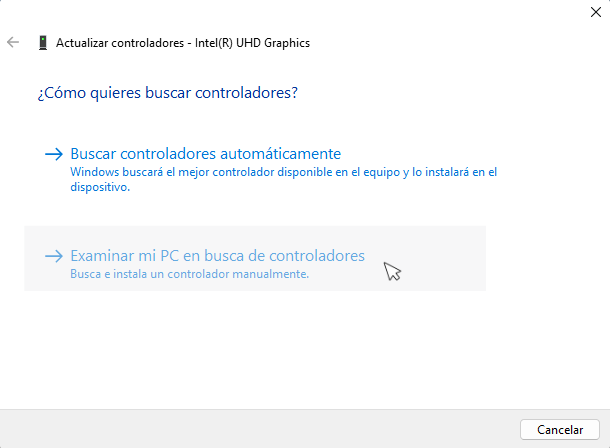 Actualizar controladores - Intel(R) UHD Graphics
¿Cómo quieres buscar controladores?
Buscar controladores automáticamente
Windows buscará el mejor controlador disponible en el equipo y lo instalará en el
dispositivo.
Examinar mi PC en busca de controladores
Busca e instala un controlador manualmente.
Cancelar